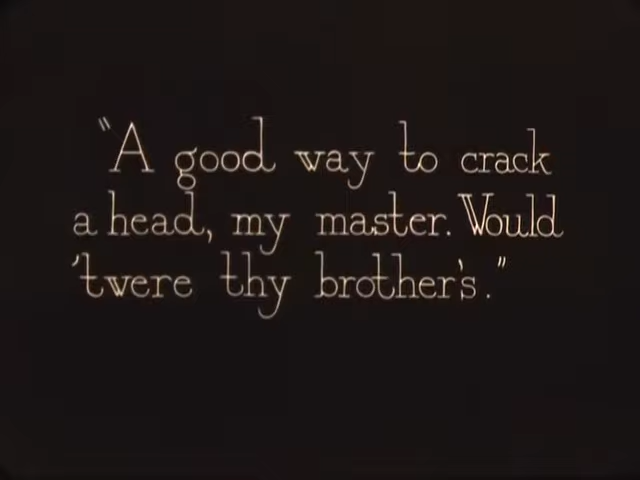 "A good way to crack
a head, my master. Would
'twere thy brother's."